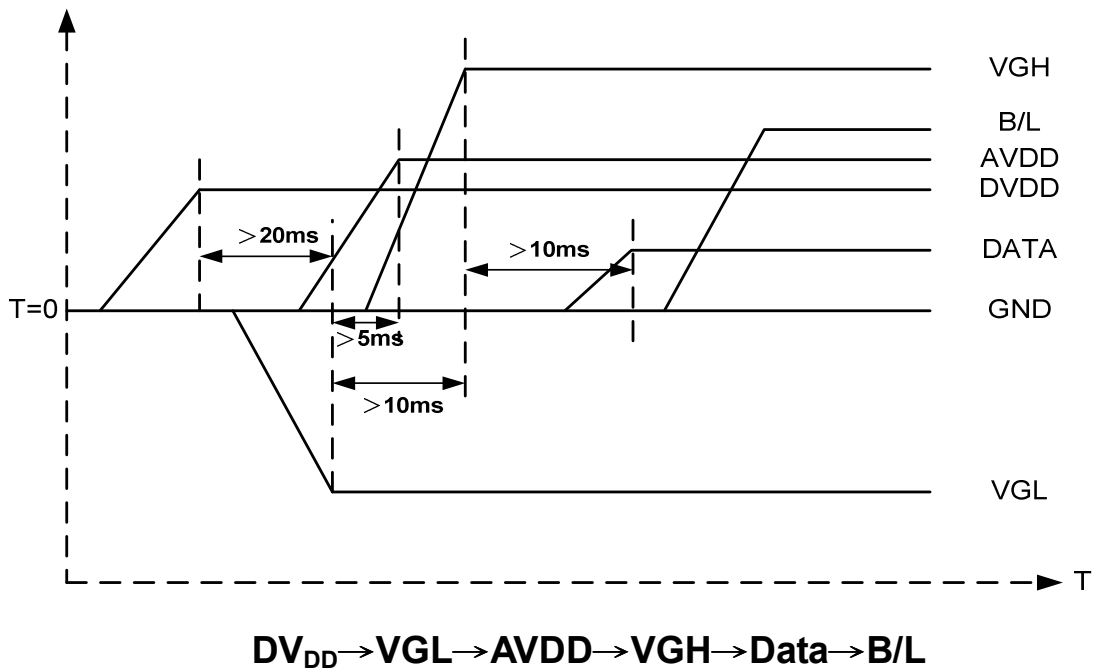 VGH
B/L
AVDD
DVDD
>20ms
>10ms
DATA
T=0
GND
>5ms
>10ms
VGL
T
DVDD→VGL→AVDD→VGH→Data→B/L